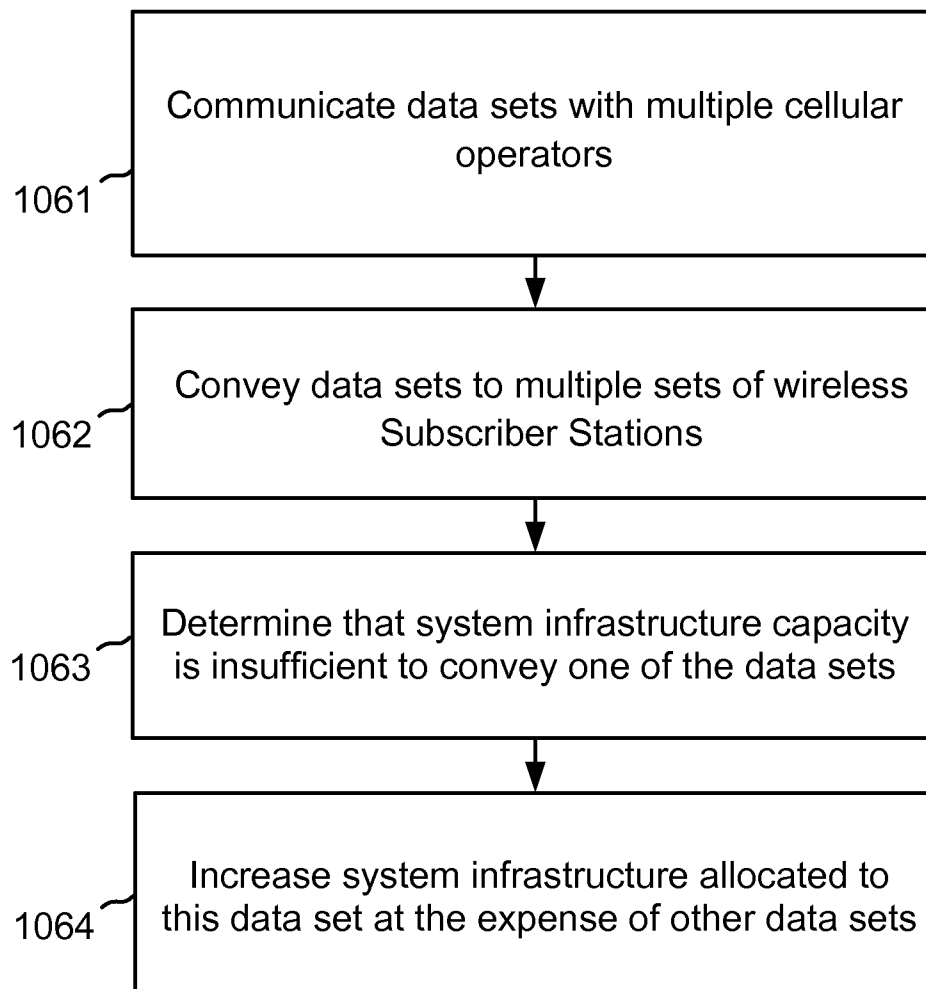 Communicate data sets with multiple cellular
operators
1061
Convey data sets to multiple sets of wireless
Subscriber Stations
1062
Determine that system infrastructure capacity
is insufficient to convey one of the data sets
1063
Increase system infrastructure allocated to
this data set at the expense of other data sets
1064